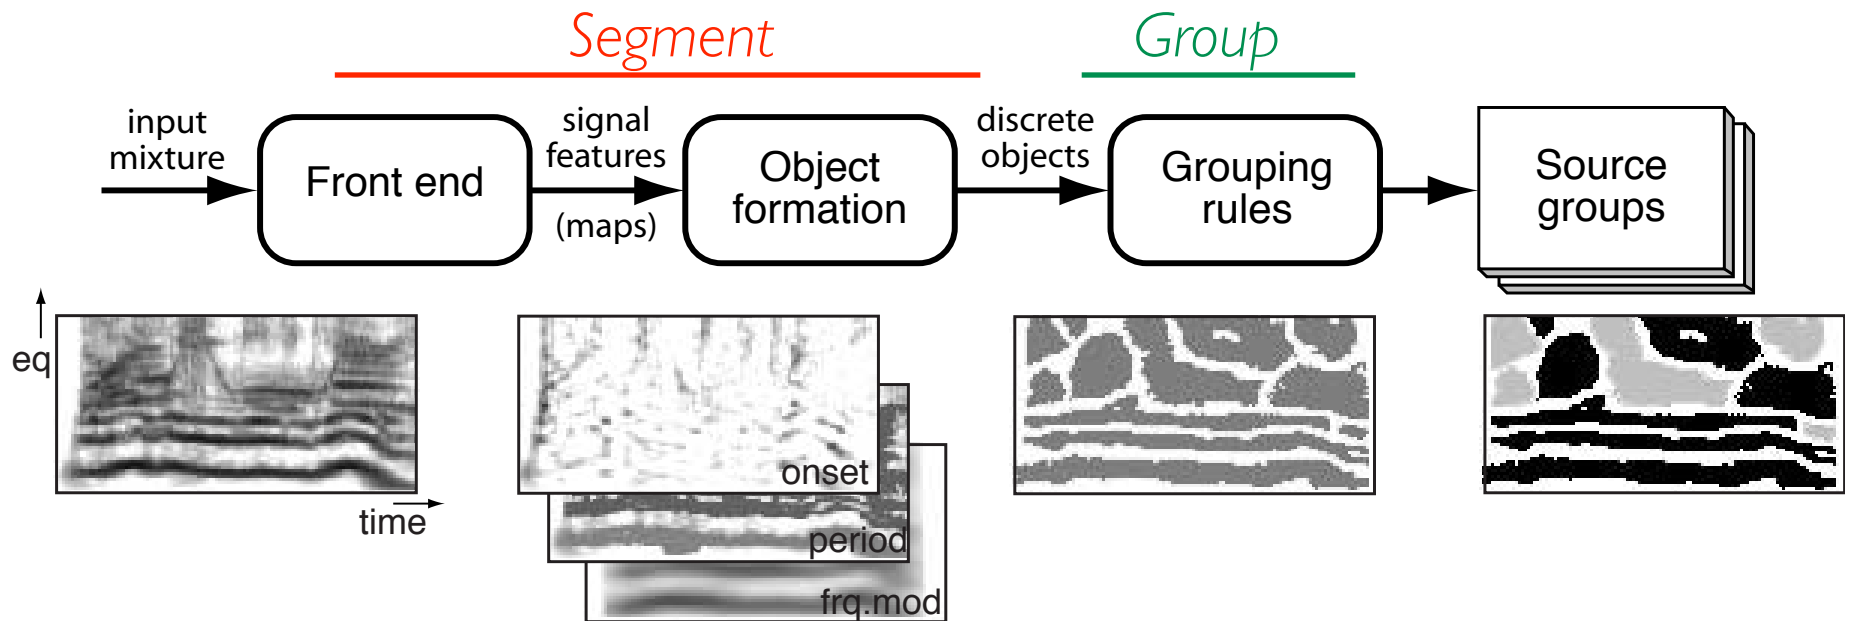 Segment
Group
input
mixture
Front end
signal
features
(maps)
Object
formation
discrete
objects
Grouping
rules
Source
groups
eq
time
onset
period
frq.mod